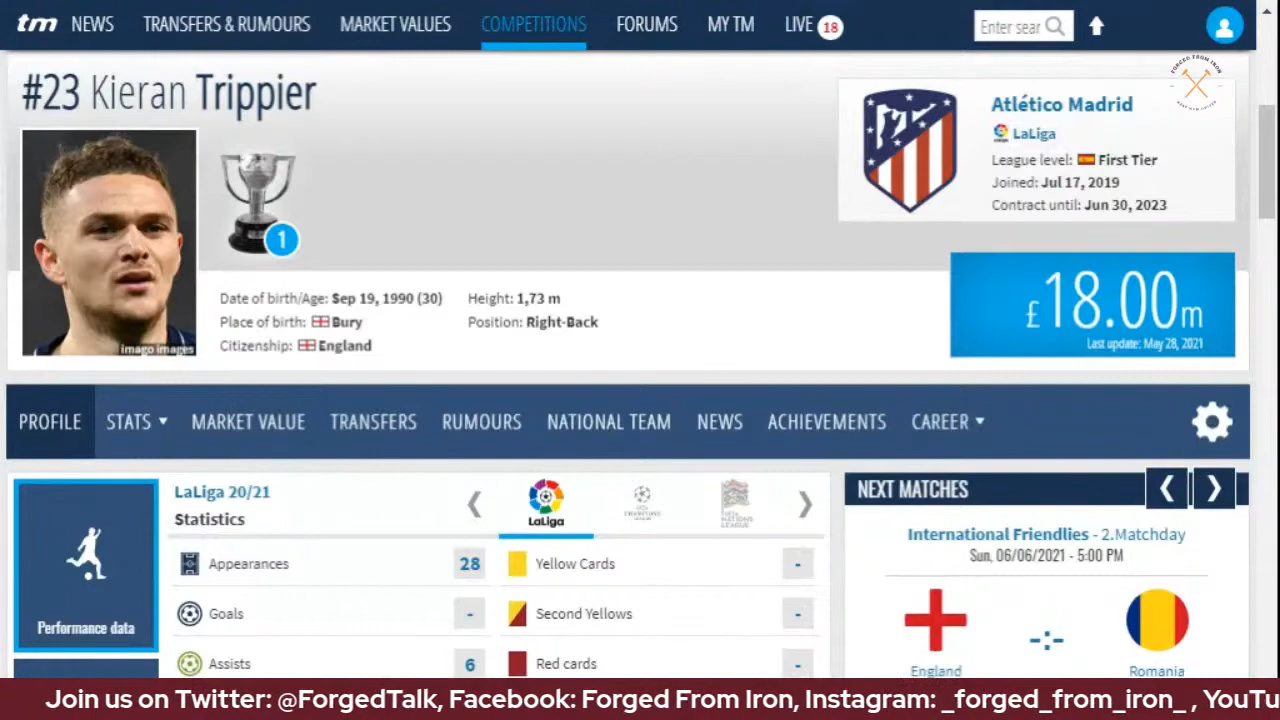 tm NEWS TRANSFERS & RUMOURS MARKET VALUES COMPETITIONS FORUMS MY TM LIVE 18 Enter sear
FORGED FROM IRON
#23 Kieran Trippier
Atlético Madrid
LaLiga
League level: First Tier
Joined: Jul 17, 2019
Contract until: Jun 30, 2023
1
£18.00m
Last update: May 28, 2021
Date of birth/Age: Sep 19, 1990 (30) Height: 1,73 m
Place of birth: Bury Position: Right-Back
Citizenship: England
imago images
PROFILE STATS MARKET VALUE TRANSFERS RUMOURS NATIONAL TEAM NEWS ACHIEVEMENTS CAREER
Performance data
LaLiga 20/21
Statistics
LaLiga
Appearances 28 Yellow Cards -
Goals - Second Yellows -
Assists 6 Red cards -
NEXT MATCHES
International Friendlies - 2.Matchday
Sun, 06/06/2021 - 5:00 PM
-:-
England Romania
Join us on Twitter: @ForgedTalk, Facebook: Forged From Iron, Instagram: _forged_from_iron_ , YouTu